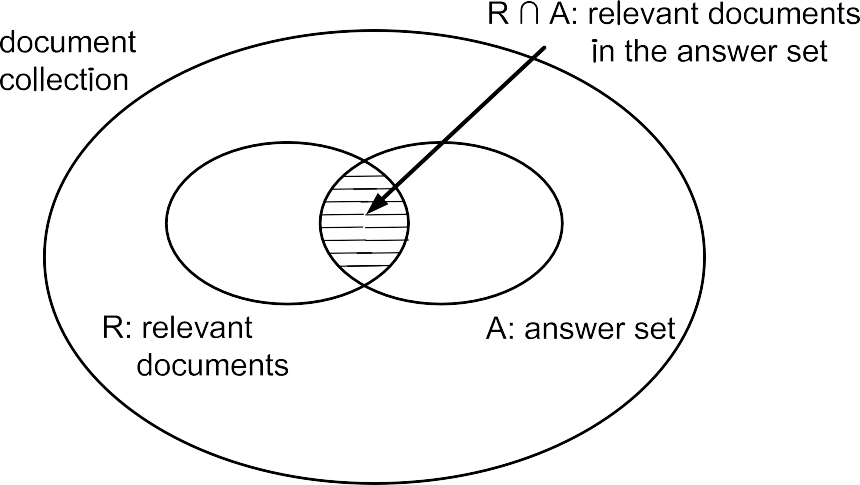 document
collection
R ∩ A: relevant documents
in the answer set
R: relevant
documents
A: answer set